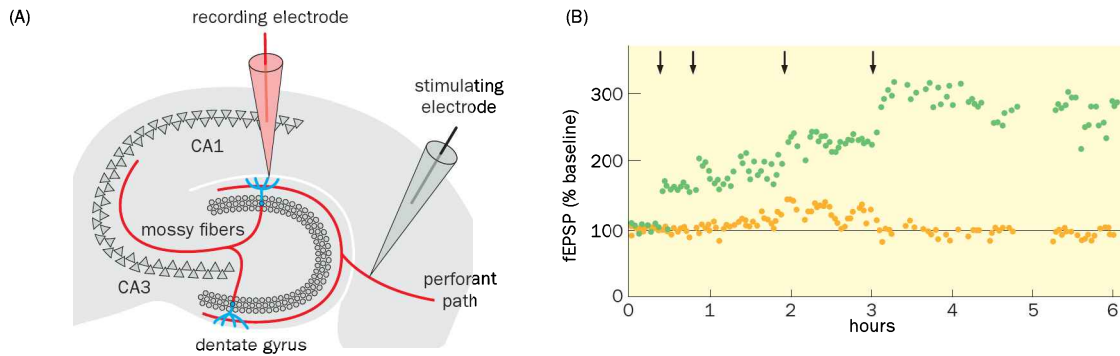 (A)
recording electrode
stimulating
electrode
CA1
mossy fibers
CA3
perforant
path
dentate gyrus
(B)
fEPSP (% baseline)
300
200
100
0
0 1 2 3 4 5 6
hours